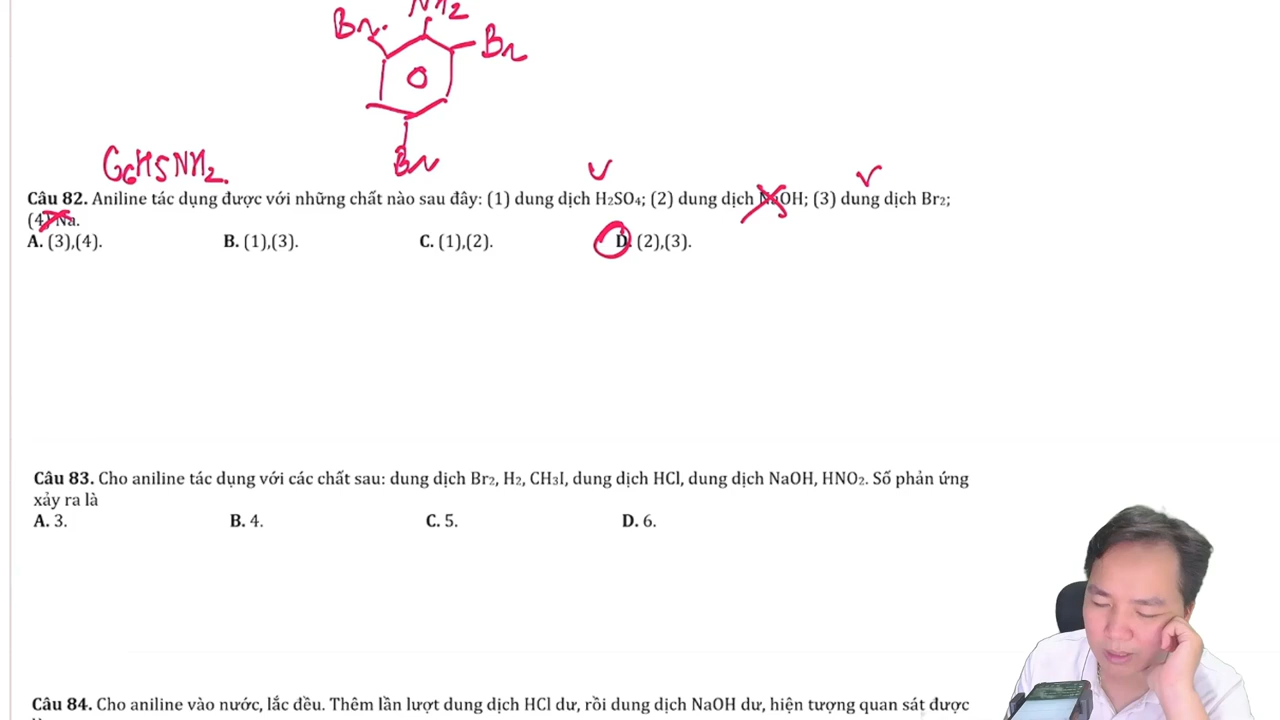 NH2
Br
Br
Br
C6H5NH2.
Câu 82. Aniline tác dụng được với những chất nào sau đây: (1) dung dịch H₂SO₄; (2) dung dịch NaOH; (3) dung dịch Br₂;
(4) Na.
A. (3),(4). B. (1),(3). C. (1),(2). D. (2),(3).
Câu 83. Cho aniline tác dụng với các chất sau: dung dịch Br₂, H₂, CH₃I, dung dịch HCl, dung dịch NaOH, HNO₂. Số phản ứng
xảy ra là
A. 3. B. 4. C. 5. D. 6.
Câu 84. Cho aniline vào nước, lắc đều. Thêm lần lượt dung dịch HCl dư, rồi dung dịch NaOH dư, hiện tượng quan sát được